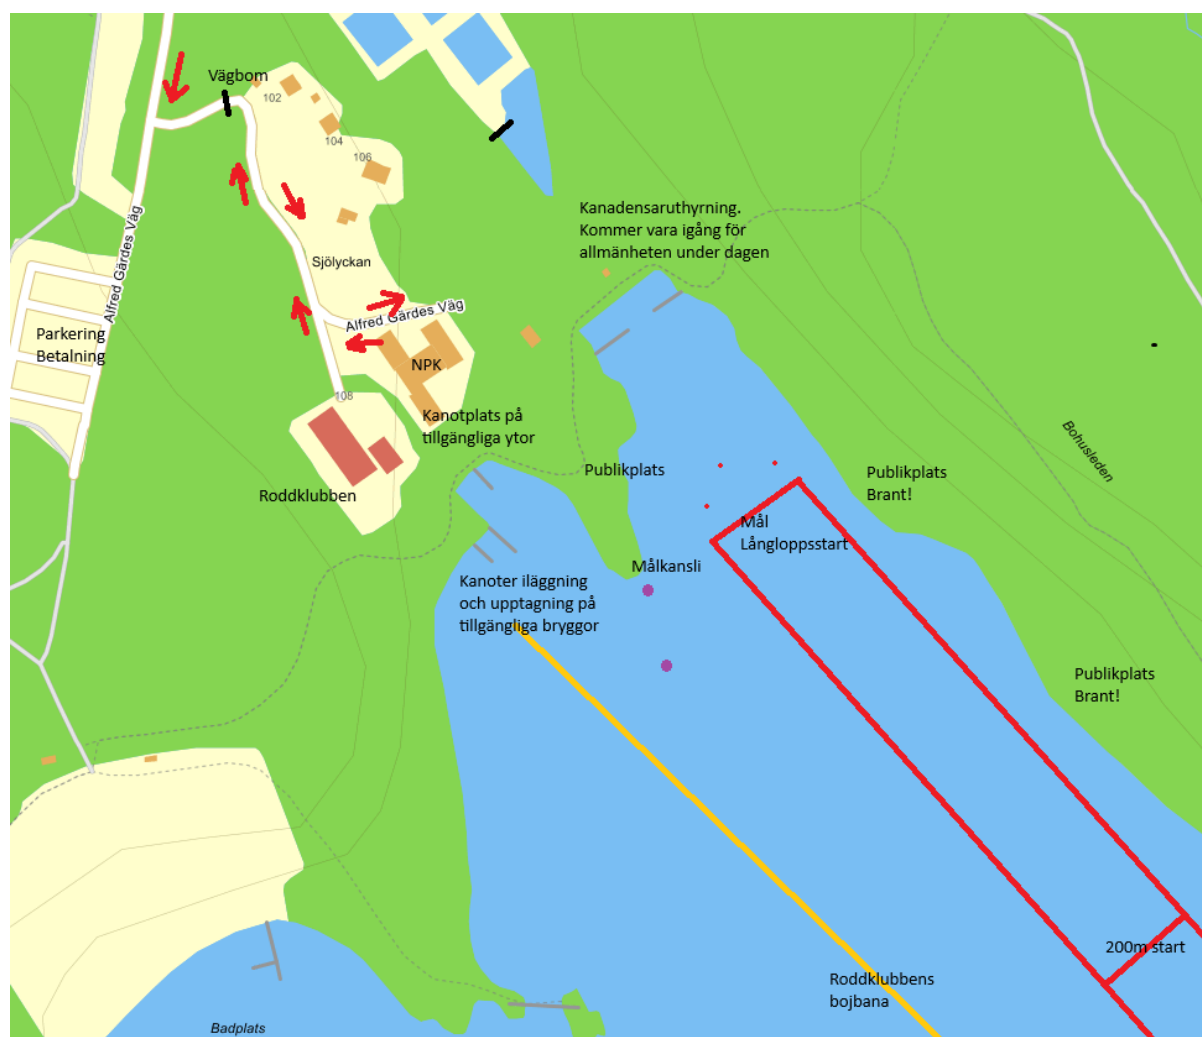 Vägbom
102
104
106
Kanadensaruthyrning.
Kommer vara igång för
allmänheten under dagen
Alfred Gärdes Väg
Sjölyckan
Alfred Gärdes Väg
Parkering
Betalning
NPK
108
Kanotplats på
tillgängliga ytor
Roddklubben
Publikplats
Publikplats
Brant!
Bohusleden
Mål
Långloppsstart
Målkansli
Kanoter iläggning
och upptagning på
tillgängliga bryggor
Publikplats
Brant!
200m start
Roddklubbens
bojbana
Badplats